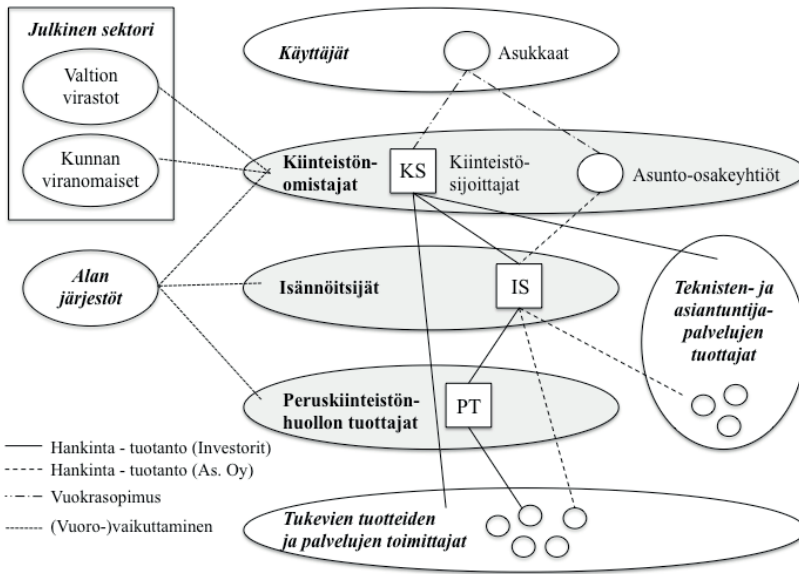 Julkinen sektori
Valtion
virastot
Kunnan
viranomaiset
Alan
järjestöt
Käyttäjät
Asukkaat
Kiinteistön-
omistajat
KS
Kiinteistö-
sijoittajat
Asunto-osakeyhtiöt
Isännöitsijät
IS
Teknisten- ja
asiantuntija-
palvelujen
tuottajat
Peruskiinteistön-
huollon tuottajat
PT
Hankinta - tuotanto (Investorit)
Hankinta - tuotanto (As. Oy)
Vuokrasopimus
(Vuoro-)vaikuttaminen
Tukevien tuotteiden
ja palvelujen toimittajat